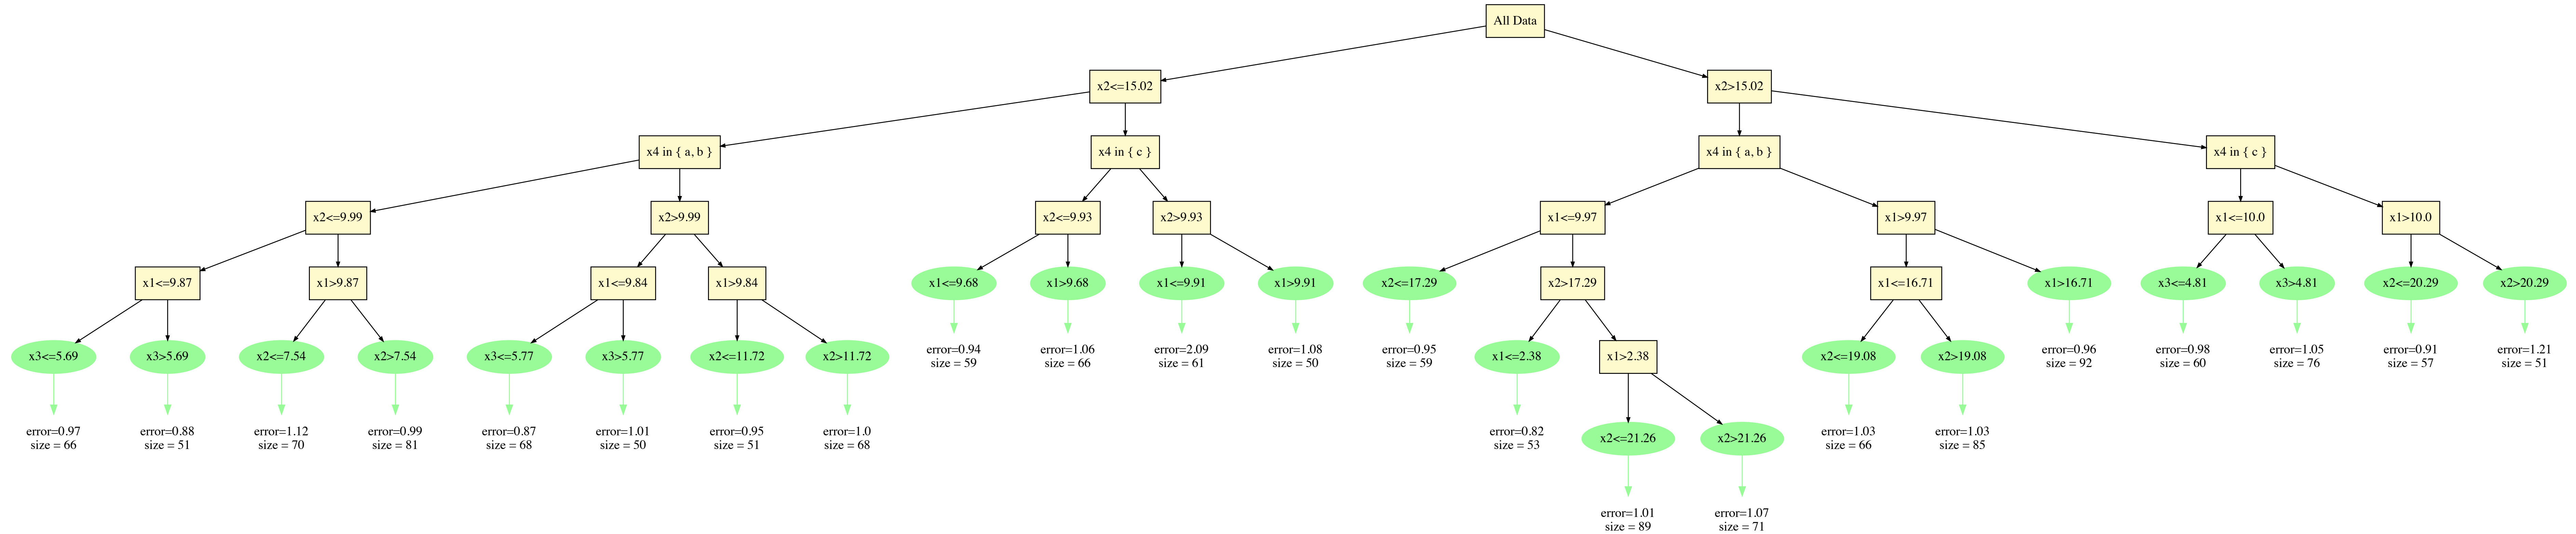 All Data
x2<=15.02
x2>15.02
x4 in { a, b }
x4 in { c }
x4 in { a, b }
x4 in { c }
x2<=9.99
x2>9.99
x2<=9.93
x2>9.93
x1<=9.97
x1>9.97
x1<=10.0
x1>10.0
x1<=9.87
x1>9.87
x1<=9.84
x1>9.84
x1<=9.68
x1>9.68
x1<=9.91
x1>9.91
x2<=17.29
x2>17.29
x1<=16.71
x1>16.71
x3<=4.81
x3>4.81
x2<=20.29
x2>20.29
x3<=5.69
x3>5.69
x2<=7.54
x2>7.54
x3<=5.77
x3>5.77
x2<=11.72
x2>11.72
error=0.94
size = 59
error=1.06
size = 66
error=2.09
size = 61
error=1.08
size = 50
error=0.95
size = 59
x1<=2.38
x1>2.38
x2<=19.08
x2>19.08
error=0.96
size = 92
error=0.98
size = 60
error=1.05
size = 76
error=0.91
size = 57
error=1.21
size = 51
error=0.97
size = 66
error=0.88
size = 51
error=1.12
size = 70
error=0.99
size = 81
error=0.87
size = 68
error=1.01
size = 50
error=0.95
size = 51
error=1.0
size = 68
error=0.82
size = 53
x2<=21.26
x2>21.26
error=1.03
size = 66
error=1.03
size = 85
error=1.01
size = 89
error=1.07
size = 71